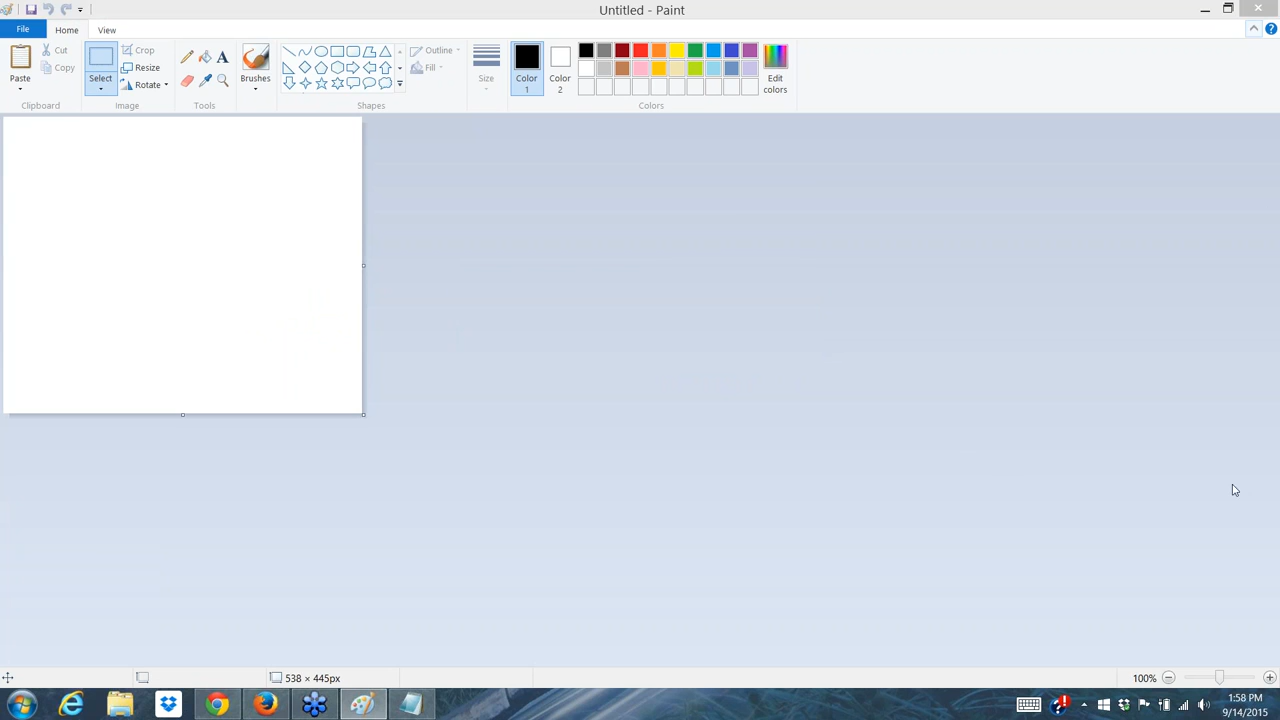 Untitled - Paint
File Home View
Paste
Cut
Copy
Clipboard
Select
Crop
Resize
Rotate
Image
A
Tools
Brushes
Shapes
Outline
Fill
Size
Color 1
Color 2
Edit colors
Colors
538 × 445px
100%
1:58 PM
9/14/2015